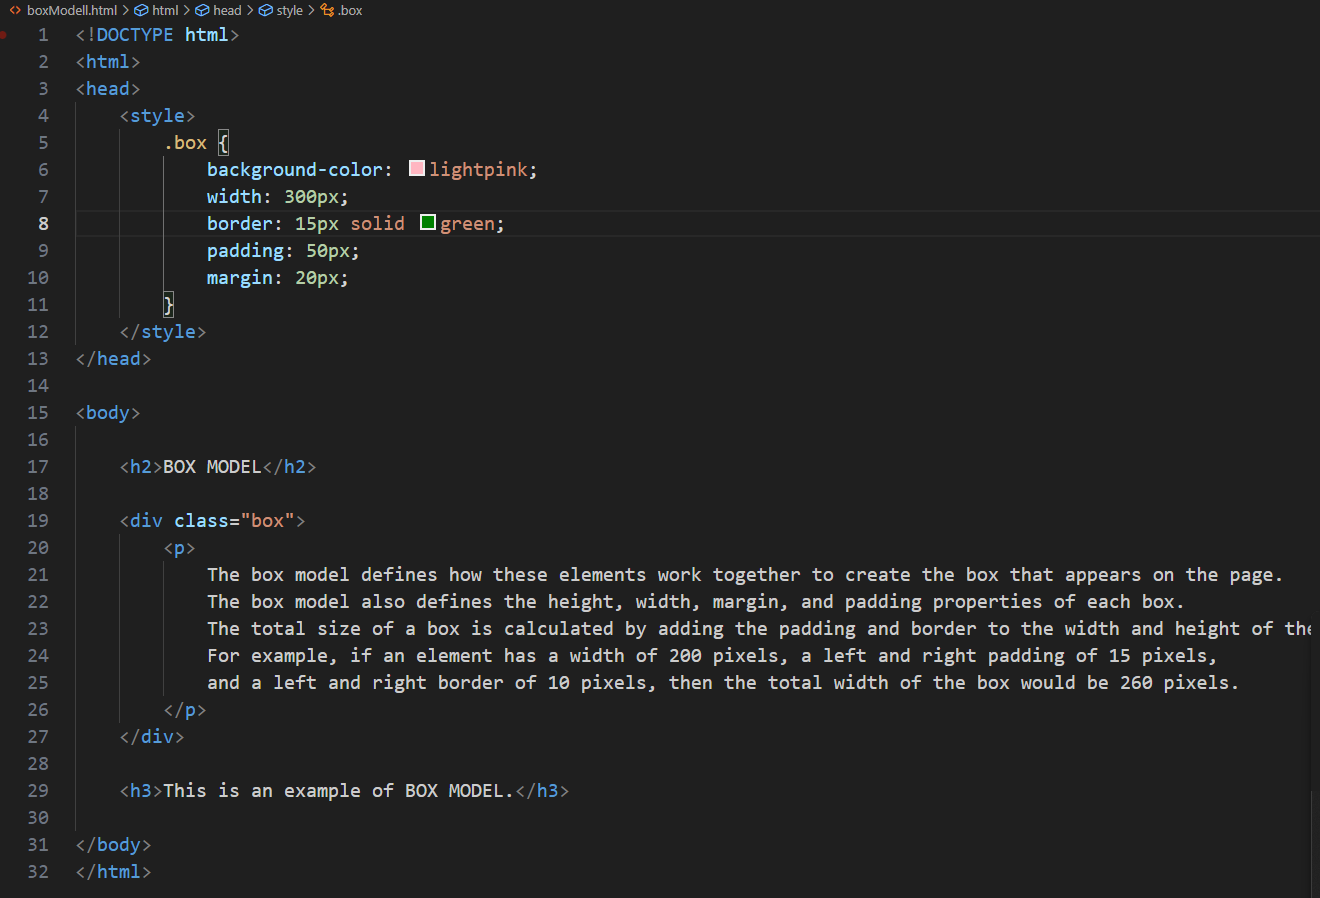 boxModell.html > html > head > style > .box
1 <!DOCTYPE html>
2 <html>
3 <head>
4 <style>
5 .box {
6 background-color: lightpink;
7 width: 300px;
8 border: 15px solid green;
9 padding: 50px;
10 margin: 20px;
11 }
12 </style>
13 </head>
14
15 <body>
16
17 <h2>BOX MODEL</h2>
18
19 <div class="box">
20 <p>
21 The box model defines how these elements work together to create the box that appears on the page.
22 The box model also defines the height, width, margin, and padding properties of each box.
23 The total size of a box is calculated by adding the padding and border to the width and height of
24 For example, if an element has a width of 200 pixels, a left and right padding of 15 pixels,
25 and a left and right border of 10 pixels, then the total width of the box would be 260 pixels.
26 </p>
27 </div>
28
29 <h3>This is an example of BOX MODEL.</h3>
30
31 </body>
32 </html>